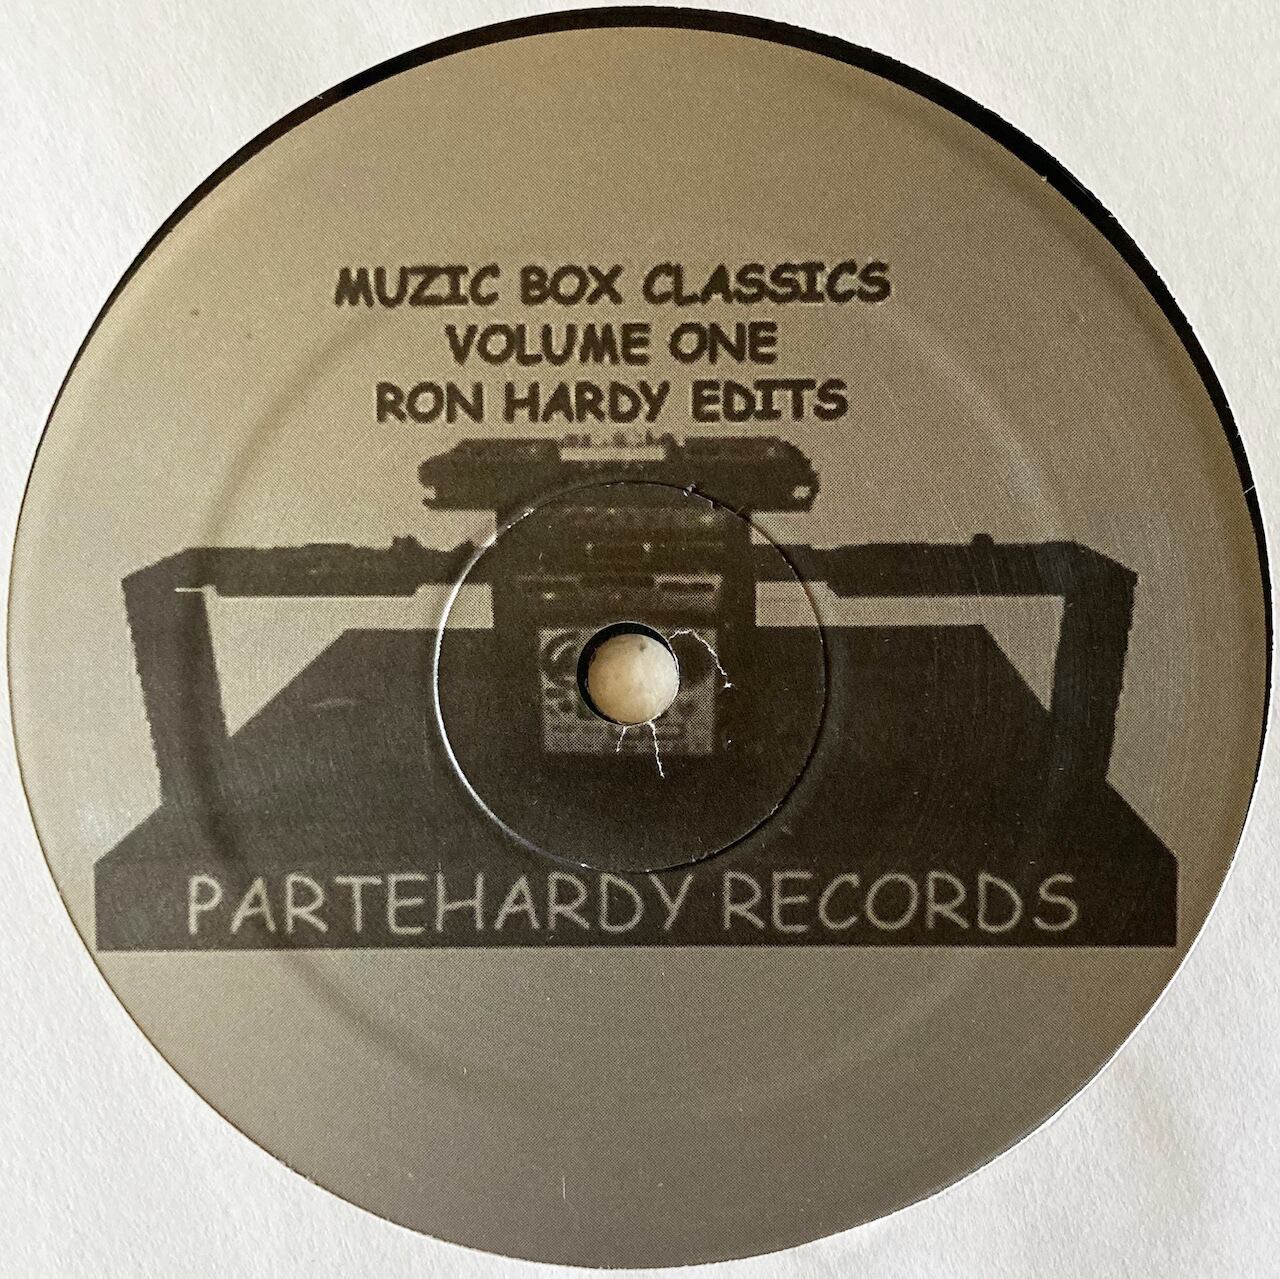 MUZIC BOX CLASSICS
VOLUME ONE
RON HARDY EDITS
PARTEHARDY RECORDS